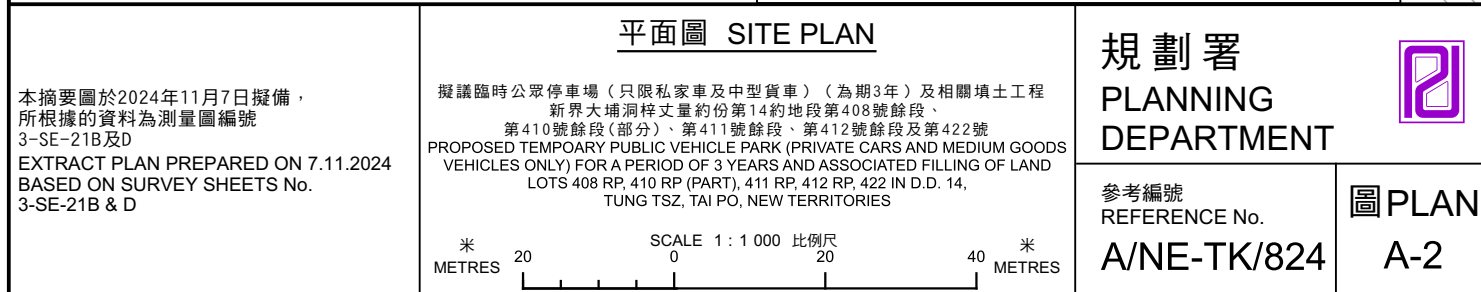 本摘要圖於2024年11月7日擬備，
所根據的資料為測量圖編號
3-SE-21B及D
EXTRACT PLAN PREPARED ON 7.11.2024
BASED ON SURVEY SHEETS No.
3-SE-21B & D
平面圖 SITE PLAN
擬議臨時公眾停車場（只限私家車及中型貨車）（為期3年）及相關填土工程
新界大埔洞梓丈量約份第14約地段第408號餘段、
第410號餘段(部分)、第411號餘段、第412號餘段及第422號
PROPOSED TEMPOARY PUBLIC VEHICLE PARK (PRIVATE CARS AND MEDIUM GOODS
VEHICLES ONLY) FOR A PERIOD OF 3 YEARS AND ASSOCIATED FILLING OF LAND
LOTS 408 RP, 410 RP (PART), 411 RP, 412 RP, 422 IN D.D. 14,
TUNG TSZ, TAI PO, NEW TERRITORIES
SCALE 1 : 1 000 比例尺
米 METRES 20 0 20 40 米 METRES
規劃署
PLANNING
DEPARTMENT
參考編號
REFERENCE No.
A/NE-TK/824
圖PLAN
A-2